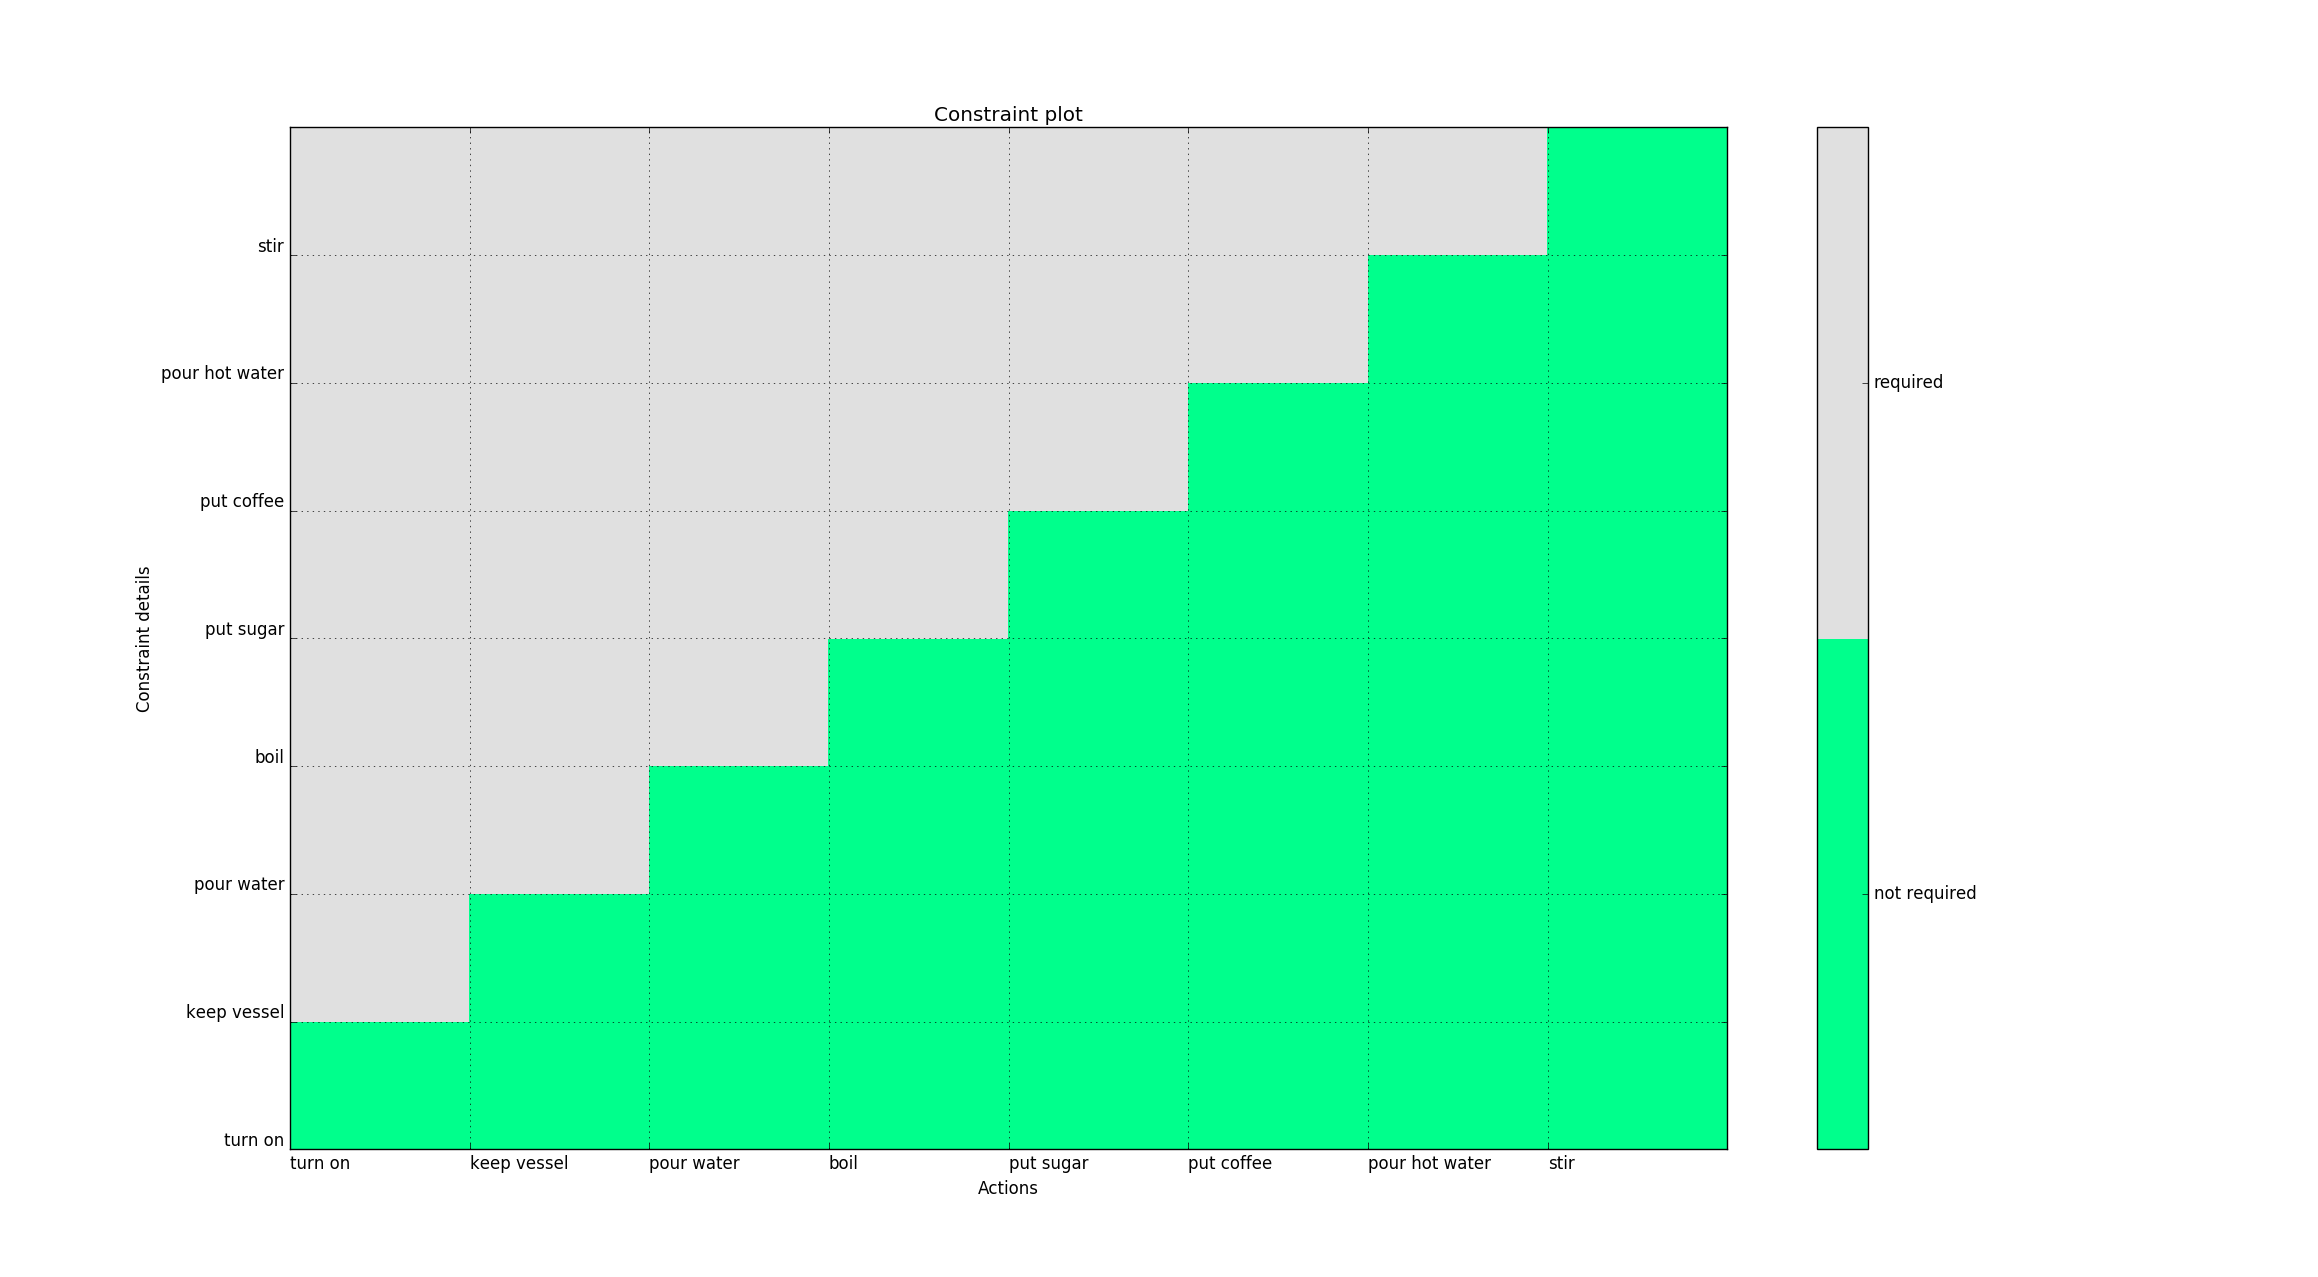 Constraint plot
stir
pour hot water
required
put coffee
Constraint details
put sugar
boil
pour water
not required
keep vessel
turn on
turn on keep vessel pour water boil put sugar put coffee pour hot water stir
Actions